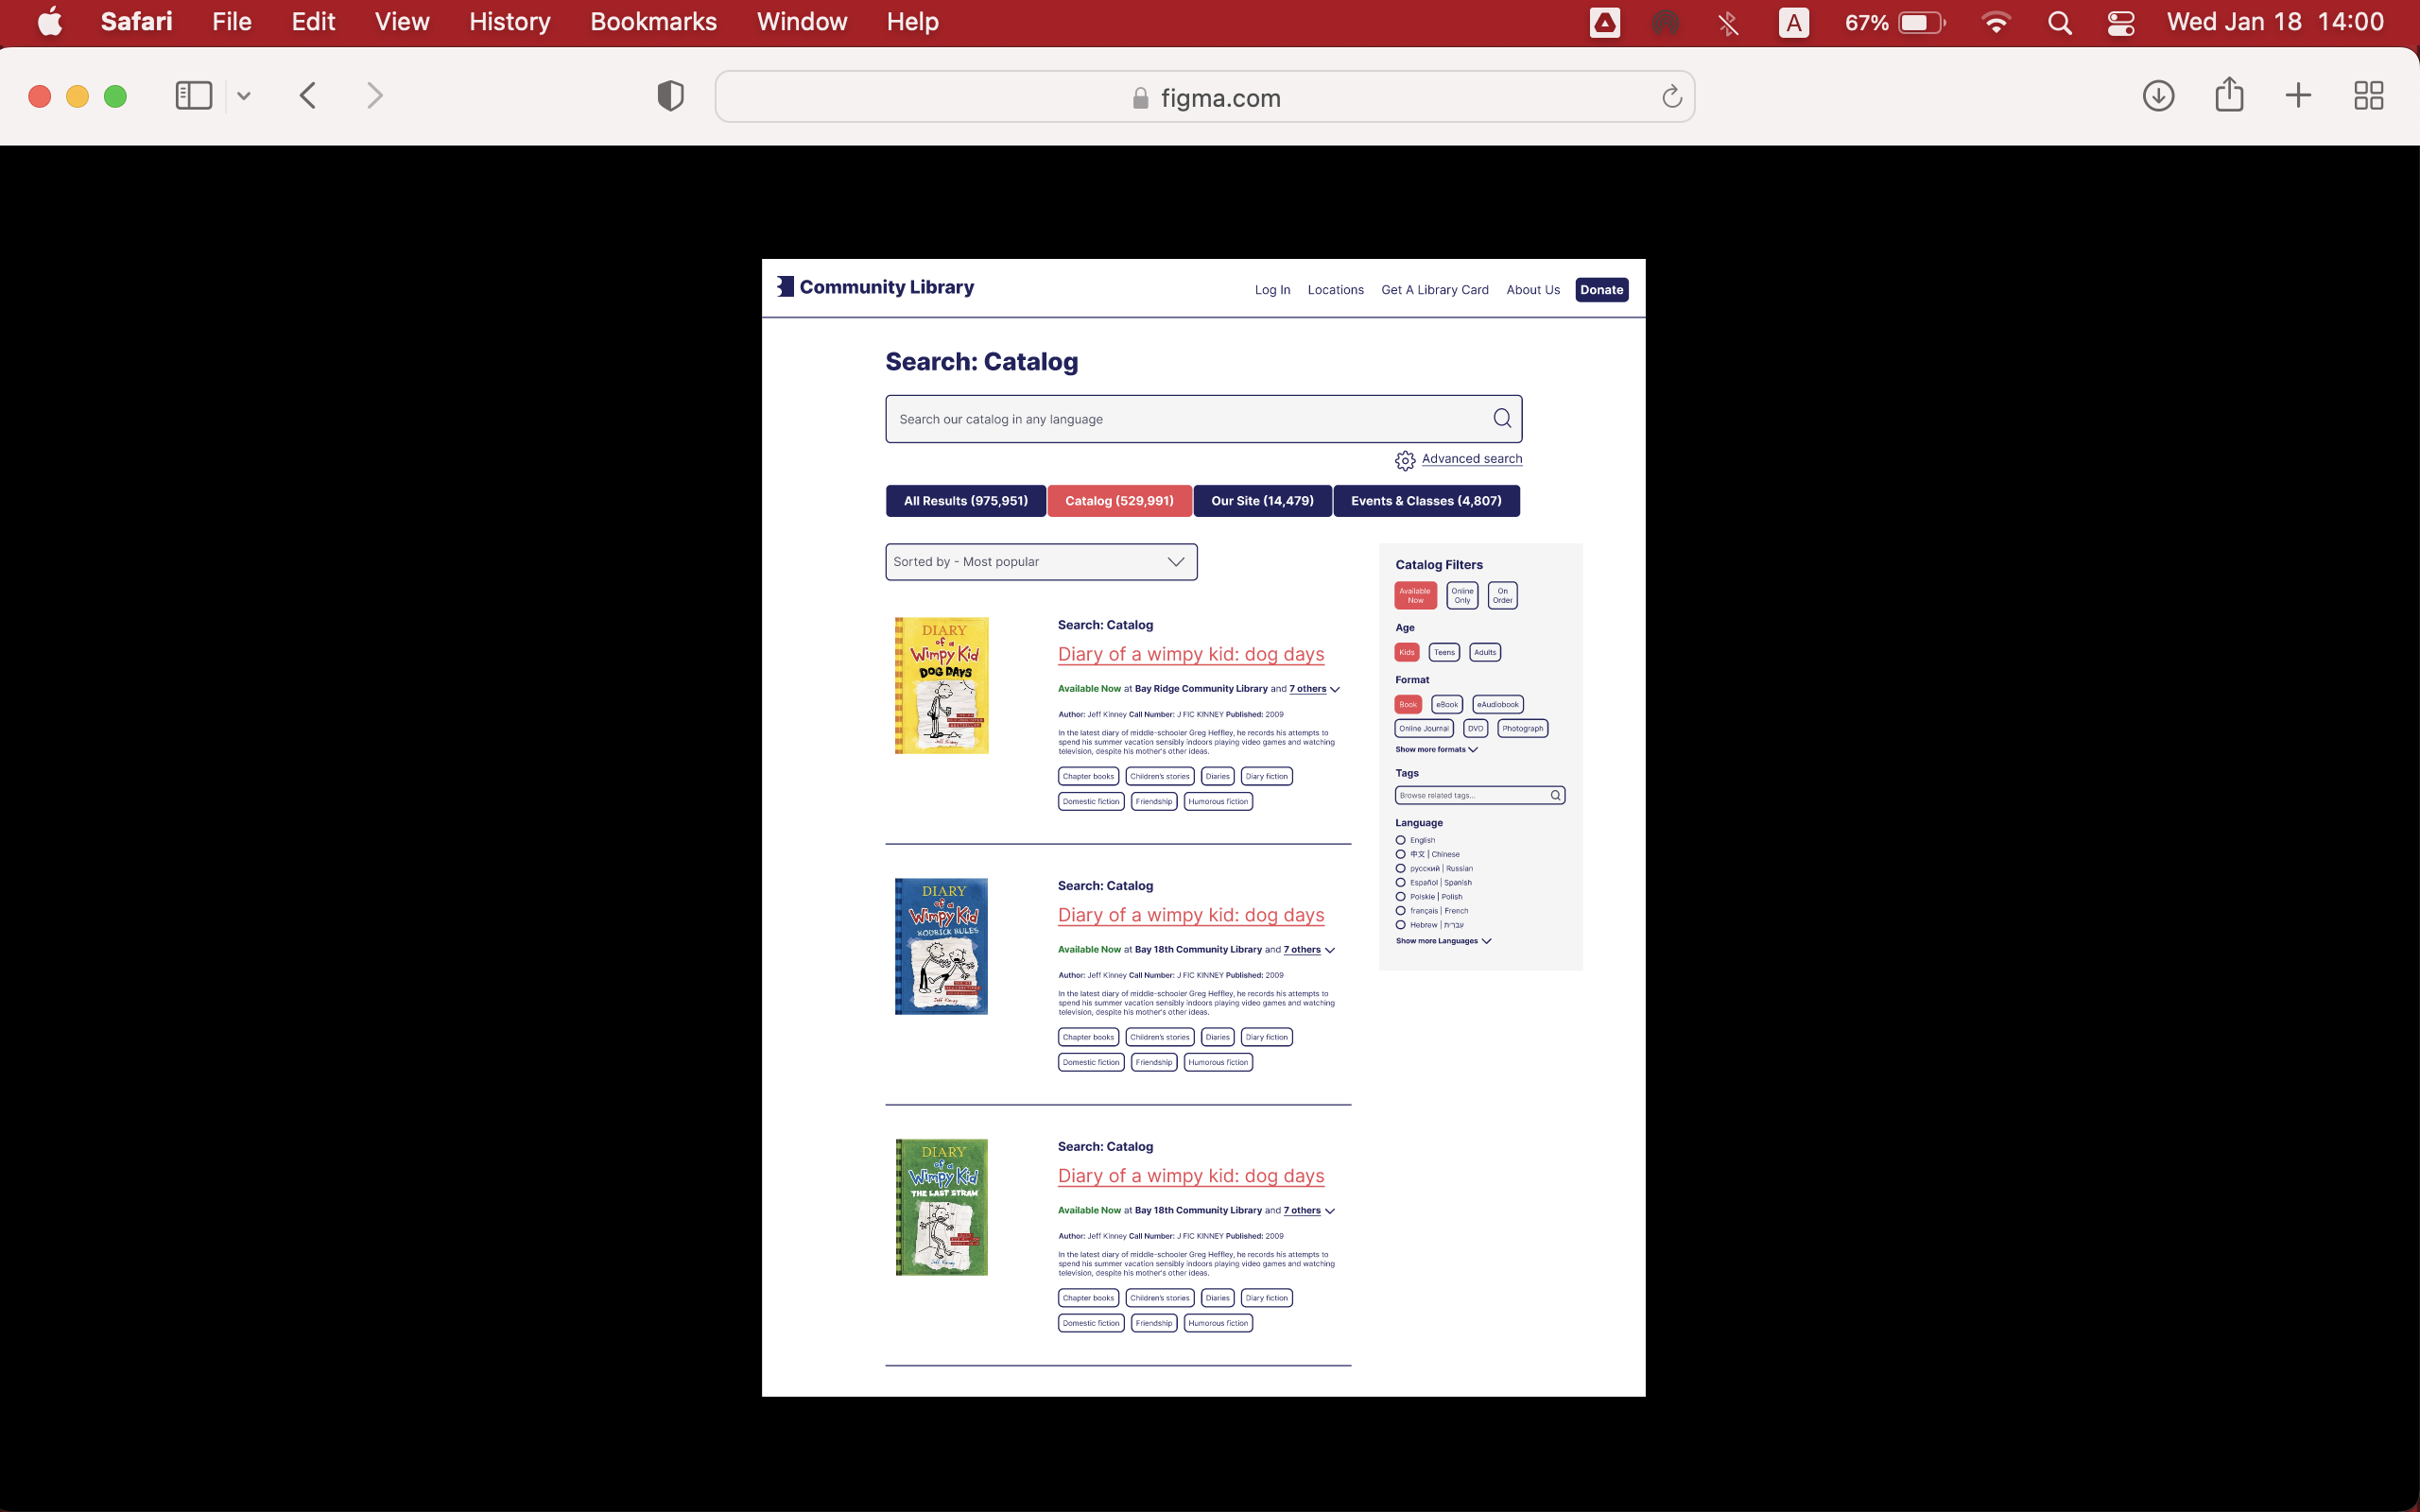 Safari File Edit View History Bookmarks Window Help A 67% Wed Jan 18 14:00
figma.com
Community Library
Log In Locations Get A Library Card About Us Donate
Search: Catalog
Search our catalog in any language
Advanced search
All Results (975,951) Catalog (529,991) Our Site (14,479) Events & Classes (4,807)
Sorted by - Most popular
DIARY
of a
Wimpy Kid
DOG DAYS
Jeff Kinney
Search: Catalog
Diary of a wimpy kid: dog days
Available Now at Bay Ridge Community Library and 7 others
Author: Jeff Kinney Call Number: J FIC KINNEY Published: 2009
In the latest diary of middle-schooler Greg Heffley, he records his attempts to
spend his summer vacation sensibly indoors playing video games and watching
television, despite his mother's other ideas.
Chapter books Children's stories Diaries Diary fiction
Domestic fiction Friendship Humorous fiction
DIARY
of a
Wimpy Kid
RODRICK RULES
Jeff Kinney
Search: Catalog
Diary of a wimpy kid: dog days
Available Now at Bay 18th Community Library and 7 others
Author: Jeff Kinney Call Number: J FIC KINNEY Published: 2009
In the latest diary of middle-schooler Greg Heffley, he records his attempts to
spend his summer vacation sensibly indoors playing video games and watching
television, despite his mother's other ideas.
Chapter books Children's stories Diaries Diary fiction
Domestic fiction Friendship Humorous fiction
DIARY
of a
Wimpy Kid
THE LAST STRAW
Jeff Kinney
Search: Catalog
Diary of a wimpy kid: dog days
Available Now at Bay 18th Community Library and 7 others
Author: Jeff Kinney Call Number: J FIC KINNEY Published: 2009
In the latest diary of middle-schooler Greg Heffley, he records his attempts to
spend his summer vacation sensibly indoors playing video games and watching
television, despite his mother's other ideas.
Chapter books Children's stories Diaries Diary fiction
Domestic fiction Friendship Humorous fiction
Catalog Filters
Available Now Online Only On Order
Age
Kids Teens Adults
Format
Book eBook eAudiobook
Online Journal DVD Photograph
Show more formats
Tags
Browse related tags...
Language
English
中文 | Chinese
русский | Russian
Español | Spanish
Polskie | Polish
français | French
Hebrew | עברית
Show more Languages